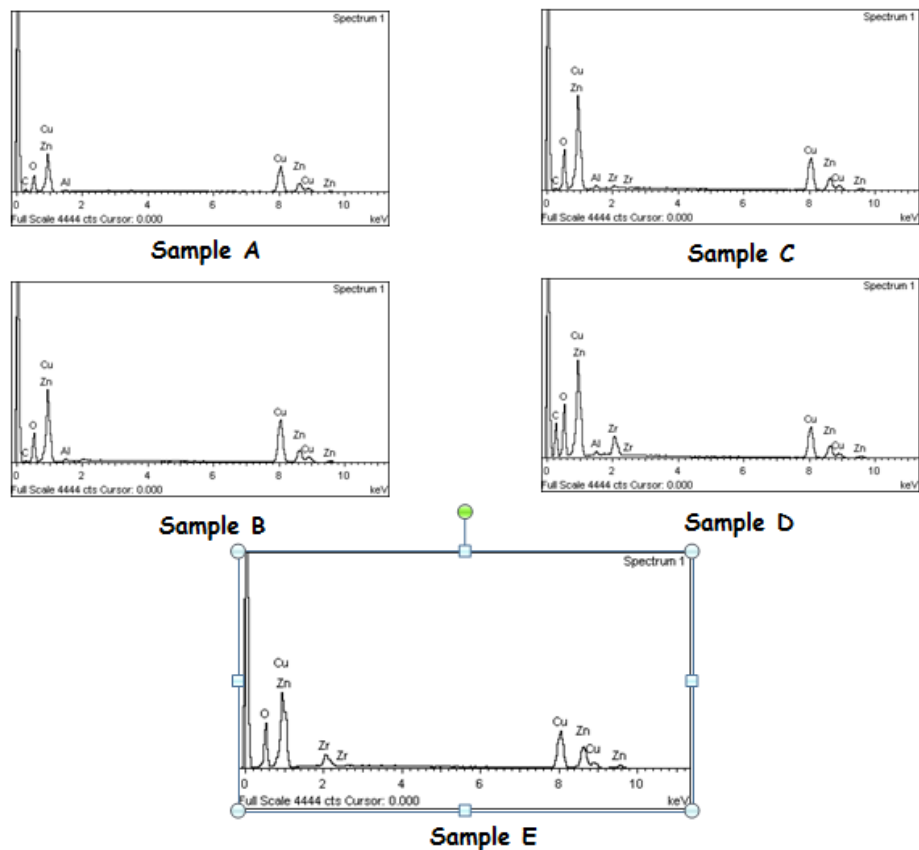 Spectrum 1
Cu
O Zn
C Al
Cu Zn Cu Zn
0 2 4 6 8 10
Full Scale 4444 cts Cursor: 0.000 keV
Sample A
Spectrum 1
Cu
O Zn
C Al Zr Zr
Cu Zn Cu Zn
0 2 4 6 8 10
Full Scale 4444 cts Cursor: 0.000 keV
Sample C
Spectrum 1
Cu
O Zn
C Al
Cu Zn Cu Zn
0 2 4 6 8 10
Full Scale 4444 cts Cursor: 0.000 keV
Sample B
Spectrum 1
Cu
C O Zn
Al Zr Zr
Cu Zn Cu Zn
0 2 4 6 8 10
Full Scale 4444 cts Cursor: 0.000 keV
Sample D
Spectrum 1
Cu
O Zn
Zr Zr
Cu Zn Cu Zn
0 2 4 6 8 10
Full Scale 4444 cts Cursor: 0.000 keV
Sample E